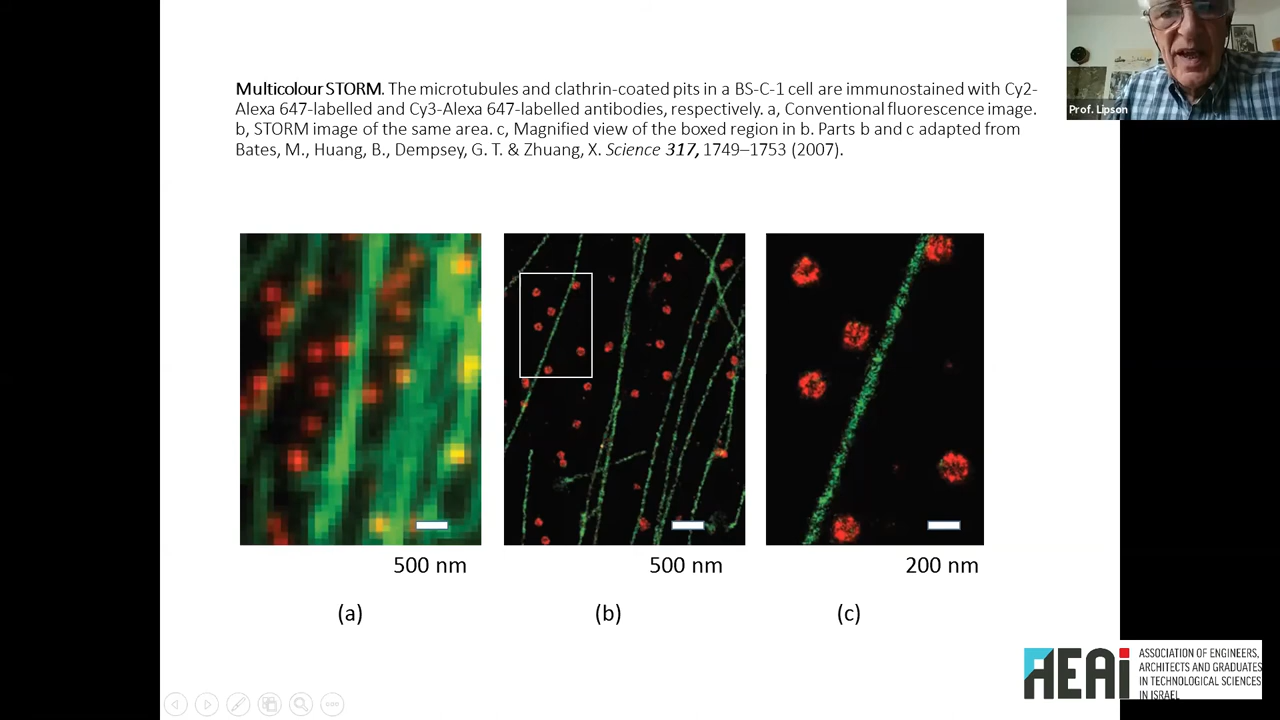 Multicolour STORM. The microtubules and clathrin-coated pits in a BS-C-1 cell are immunostained with Cy2-
Alexa 647-labelled and Cy3-Alexa 647-labelled antibodies, respectively. a, Conventional fluorescence image.
b, STORM image of the same area. c, Magnified view of the boxed region in b. Parts b and c adapted from
Bates, M., Huang, B., Dempsey, G. T. & Zhuang, X. Science 317, 1749–1753 (2007).
Prof. Lipson
500 nm
500 nm
200 nm
(a)
(b)
(c)
AEAi
ASSOCIATION OF ENGINEERS,
ARCHITECTS AND GRADUATES
IN TECHNOLOGICAL SCIENCES
IN ISRAEL